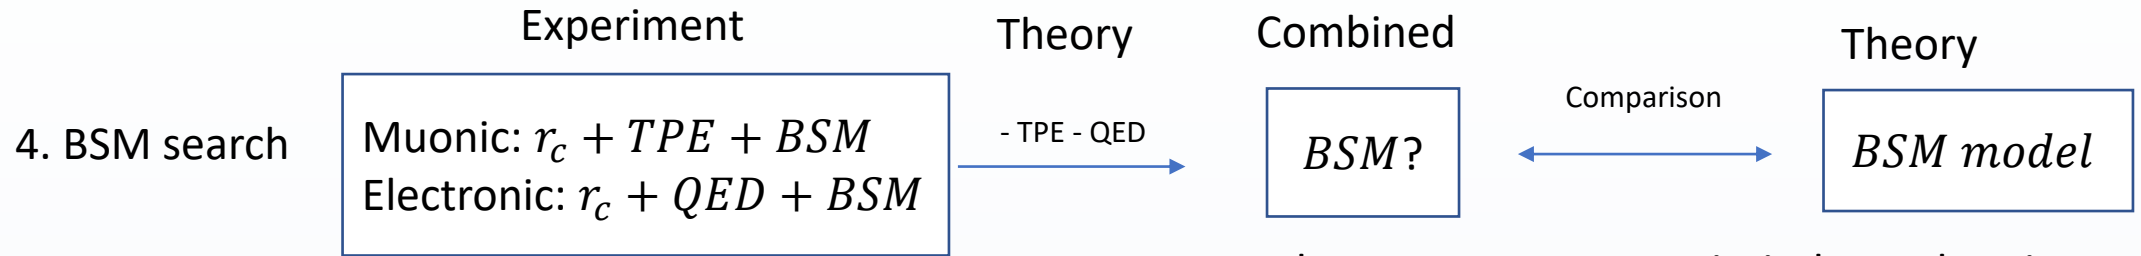 Experiment
Theory
Combined
Theory
4. BSM search
Muonic: r_c + TPE + BSM
Electronic: r_c + QED + BSM
- TPE - QED
BSM?
Comparison
BSM model